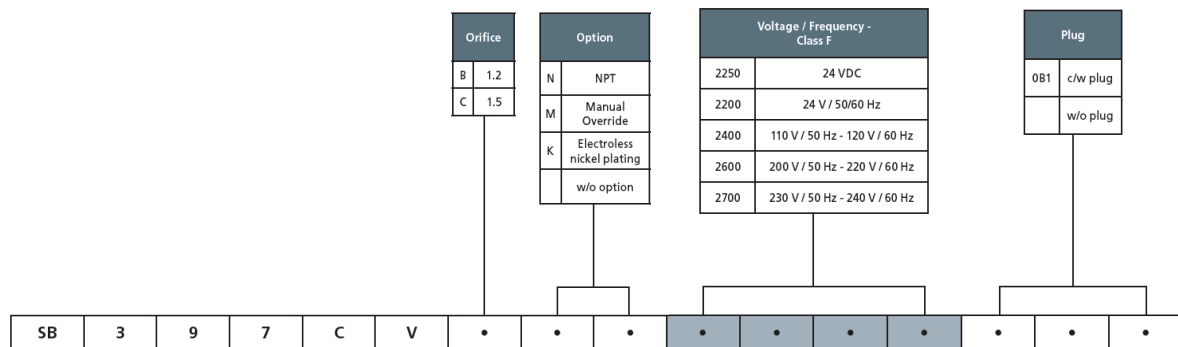 Orifice
B 1.2
C 1.5
Option
N NPT
M Manual
Override
K Electroless
nickel plating
w/o option
Voltage / Frequency -
Class F
2250 24 VDC
2200 24 V / 50/60 Hz
2400 110 V / 50 Hz - 120 V / 60 Hz
2600 200 V / 50 Hz - 220 V / 60 Hz
2700 230 V / 50 Hz - 240 V / 60 Hz
Plug
0B1 c/w plug
w/o plug
SB 3 9 7 C V • • • • • • • • • •